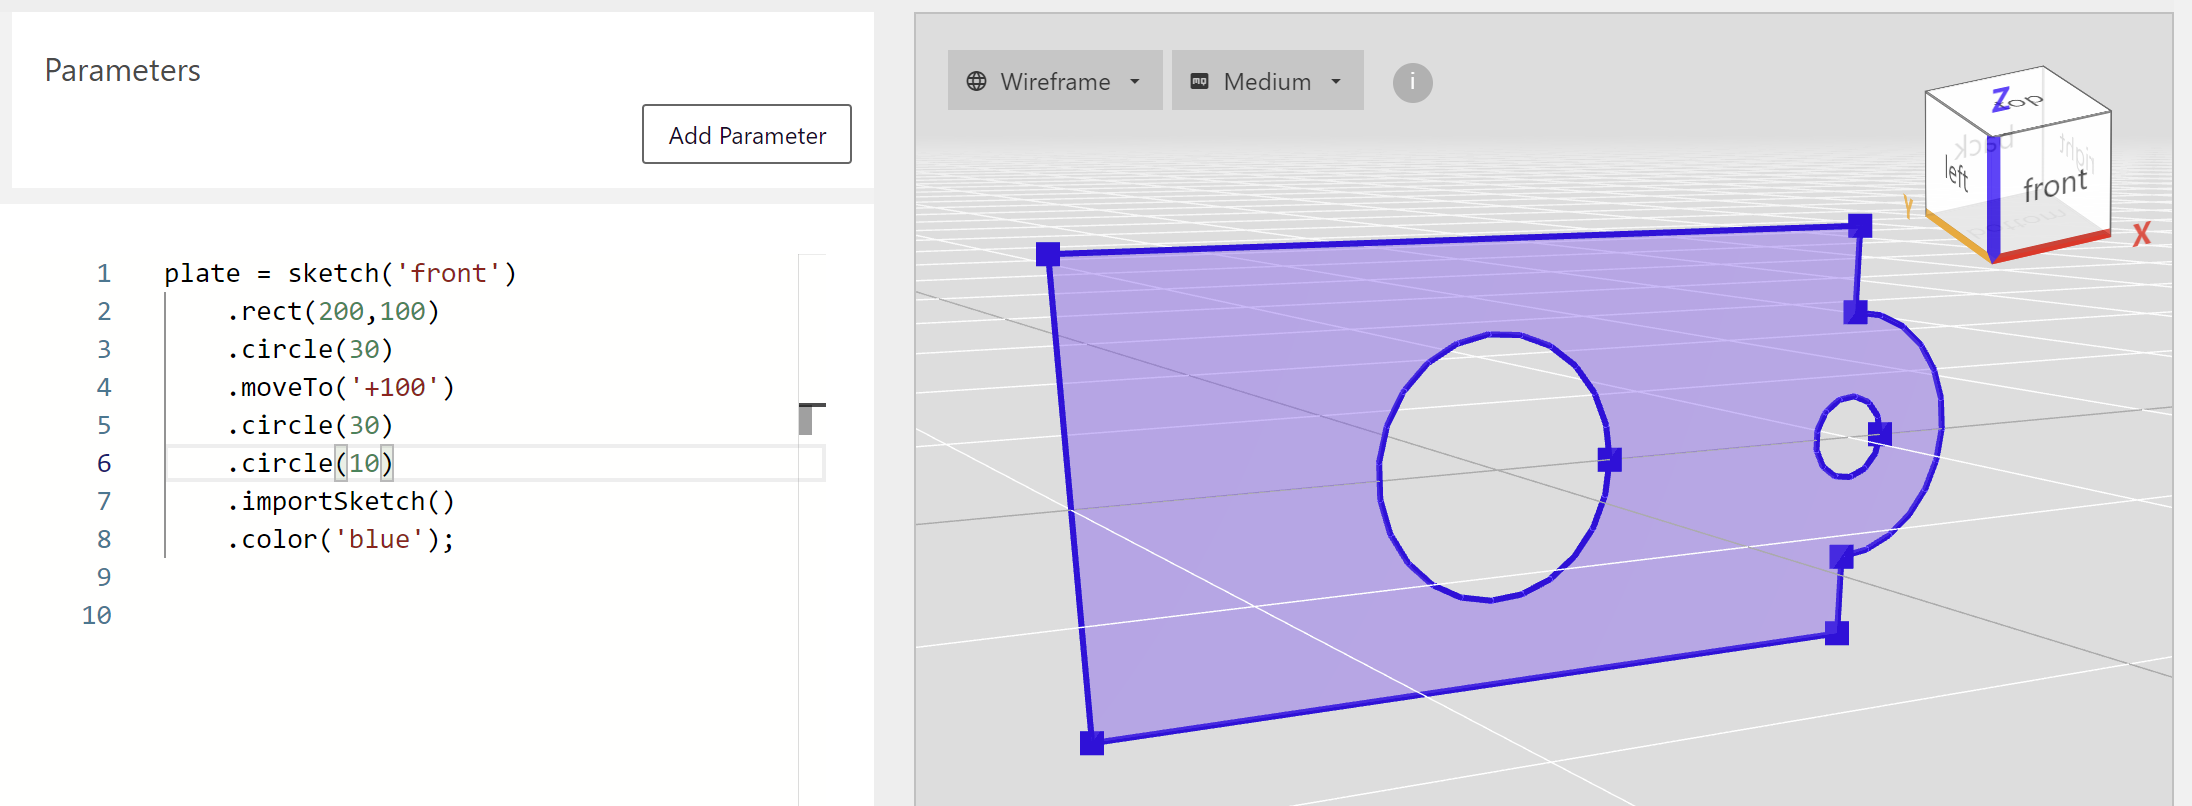 Parameters
Add Parameter
1 plate = sketch('front')
2 .rect(200,100)
3 .circle(30)
4 .moveTo('+100')
5 .circle(30)
6 .circle(10)
7 .importSketch()
8 .color('blue');
9
10
Wireframe
MQ Medium
i
Z
top
back
right
left
front
bottom
Y
X